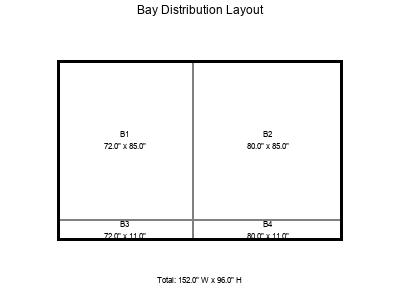 Bay Distribution Layout
B1
72.0" x 85.0"
B2
80.0" x 85.0"
B3
72.0" x 11.0"
B4
80.0" x 11.0"
Total: 152.0" W x 96.0" H